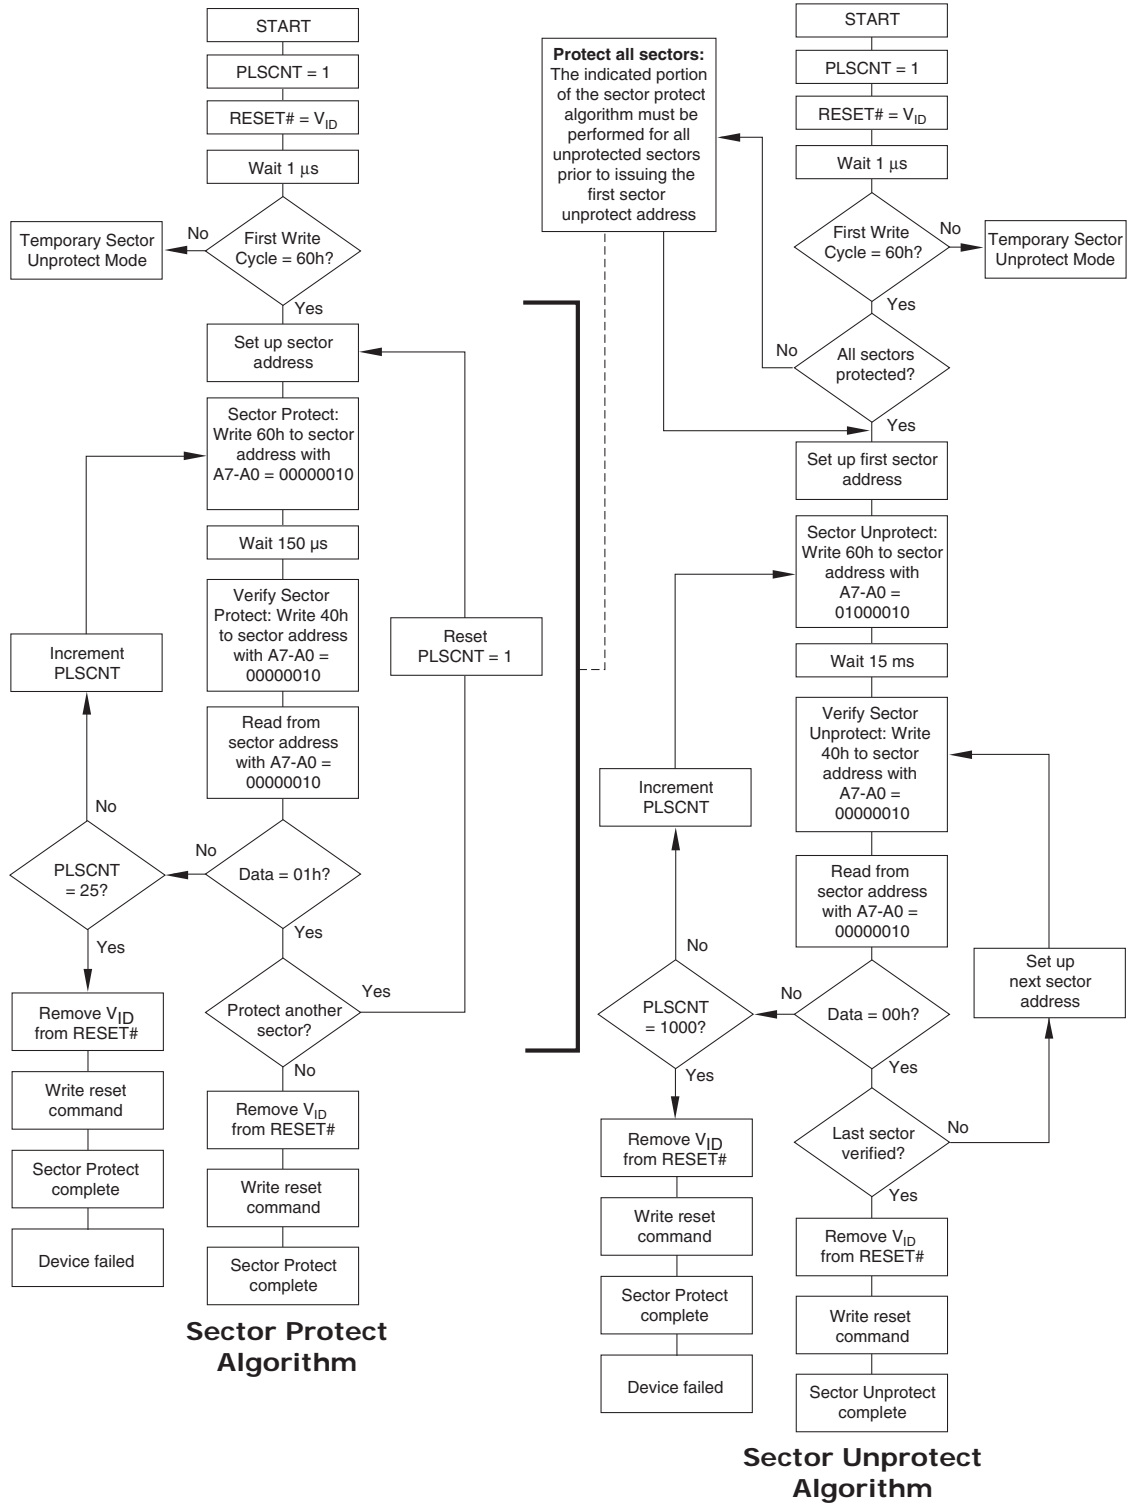 START
PLSCNT = 1
RESET# = VID
Wait 1 μs
First Write
Cycle = 60h?
No
Temporary Sector
Unprotect Mode
Yes
Set up sector
address
Sector Protect:
Write 60h to sector
address with
A7-A0 = 00000010
Wait 150 µs
Verify Sector
Protect: Write 40h
to sector address
with A7-A0 =
00000010
Read from
sector address
with A7-A0 =
00000010
Data = 01h?
No
PLSCNT
= 25?
No
Increment
PLSCNT
Yes
Remove VID
from RESET#
Write reset
command
Sector Protect
complete
Device failed
Yes
Protect another
sector?
Yes
Reset
PLSCNT = 1
No
Remove VID
from RESET#
Write reset
command
Sector Protect
complete
Sector Protect
Algorithm
Protect all sectors:
The indicated portion
of the sector protect
algorithm must be
performed for all
unprotected sectors
prior to issuing the
first sector
unprotect address
START
PLSCNT = 1
RESET# = VID
Wait 1 μs
First Write
Cycle = 60h?
No
Temporary Sector
Unprotect Mode
Yes
All sectors
protected?
No
Yes
Set up first sector
address
Sector Unprotect:
Write 60h to sector
address with
A7-A0 =
01000010
Wait 15 ms
Verify Sector
Unprotect: Write
40h to sector
address with
A7-A0 =
00000010
Read from
sector address
with A7-A0 =
00000010
Data = 00h?
No
PLSCNT
= 1000?
No
Increment
PLSCNT
Yes
Remove VID
from RESET#
Write reset
command
Sector Protect
complete
Device failed
Yes
Last sector
verified?
No
Set up
next sector
address
Yes
Remove VID
from RESET#
Write reset
command
Sector Unprotect
complete
Sector Unprotect
Algorithm